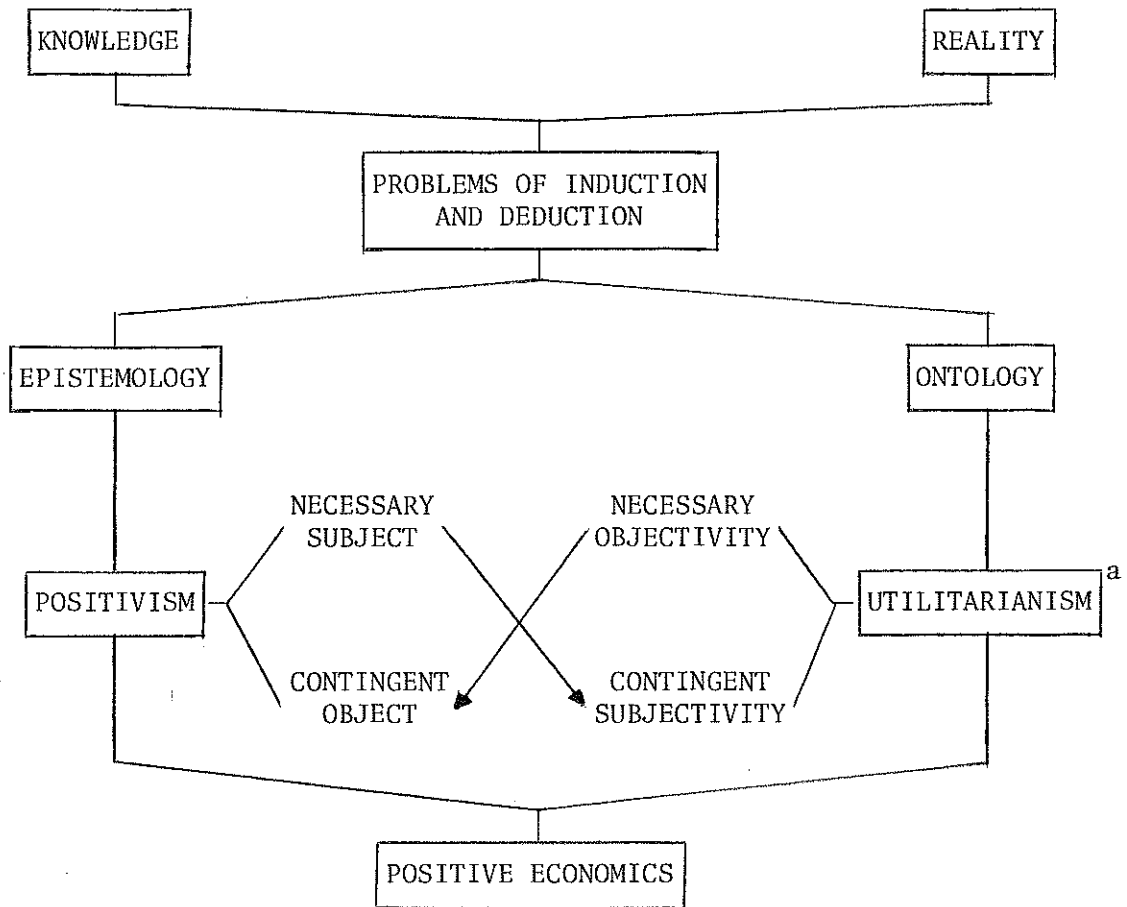 KNOWLEDGE
REALITY
PROBLEMS OF INDUCTION
AND DEDUCTION
EPISTEMOLOGY
ONTOLOGY
NECESSARY
SUBJECT
NECESSARY
OBJECTIVITY
POSITIVISM
UTILITARIANISM a
CONTINGENT
OBJECT
CONTINGENT
SUBJECTIVITY
POSITIVE ECONOMICS